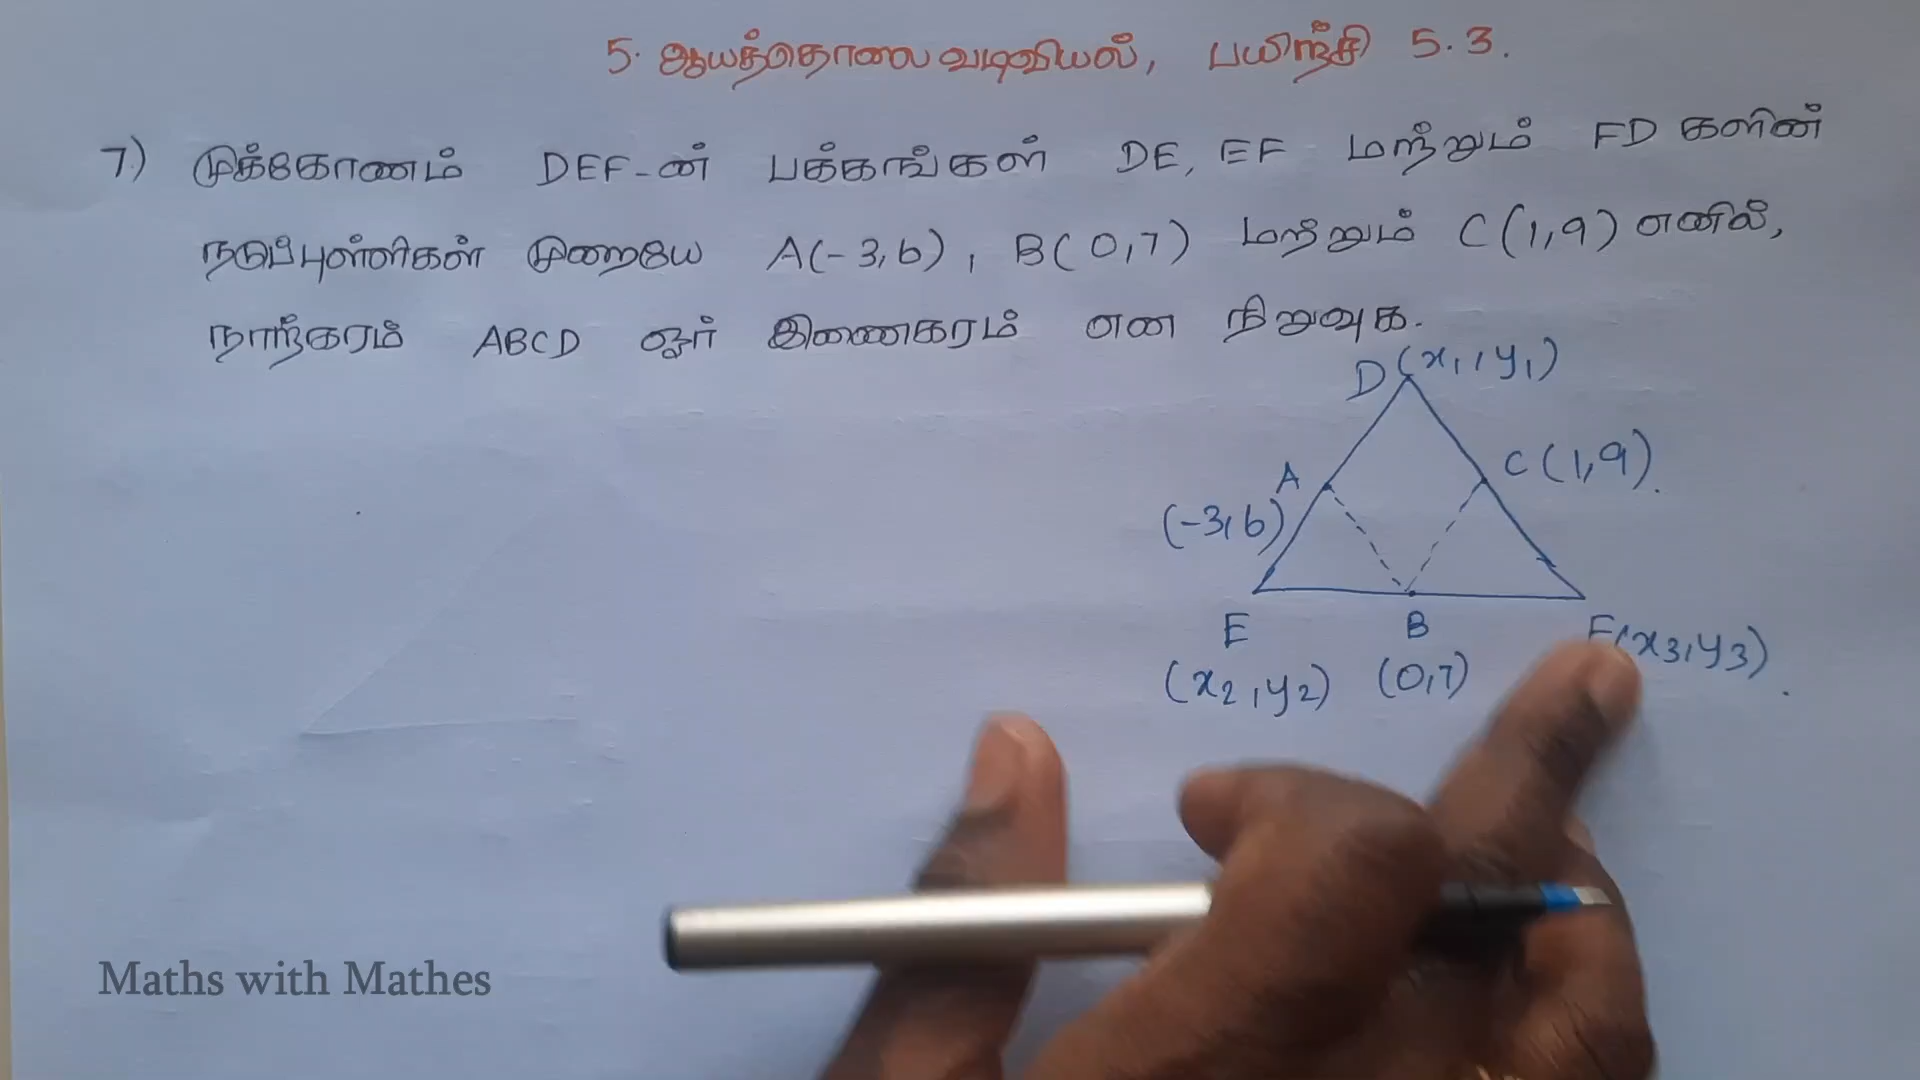 5. ஆயத்தொலை வடிவியல், பயிற்சி 5.3.
7.) முக்கோணம் DEF-ன் பக்கங்கள் DE, EF மற்றும் FD களின்
நடுப்புள்ளிகள் முறையே A(-3,6), B(0,7) மற்றும் C(1,9) எனில்,
நாற்கரம் ABCD ஓர் இணைகரம் என நிறுவுக.
D(x₁,y₁)
A
C(1,9).
(-3,6)
E B F(x₃,y₃).
(x₂,y₂) (0,7)
Maths with Mathes